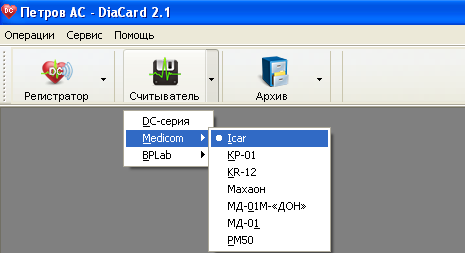 Петров АС - DiaCard 2.1
Операции Сервис Помощь
DC
Регистратор Считыватель Архив
DC-серия
Medicom
BPLab
Icar
KP-01
KR-12
Махаон
МД-01М-«ДОН»
МД-01
PM50